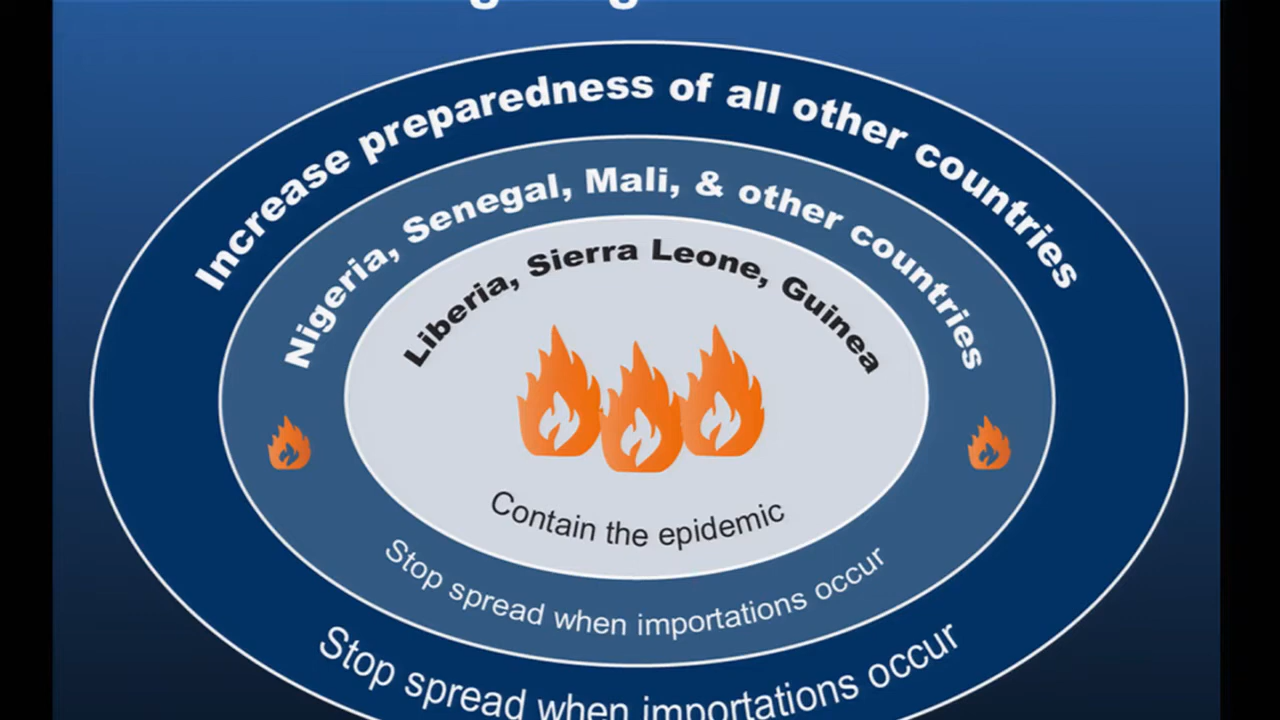 Increase preparedness of all other countries
Nigeria, Senegal, Mali, & other countries
Liberia, Sierra Leone, Guinea
Contain the epidemic
Stop spread when importations occur
Stop spread when importations occur